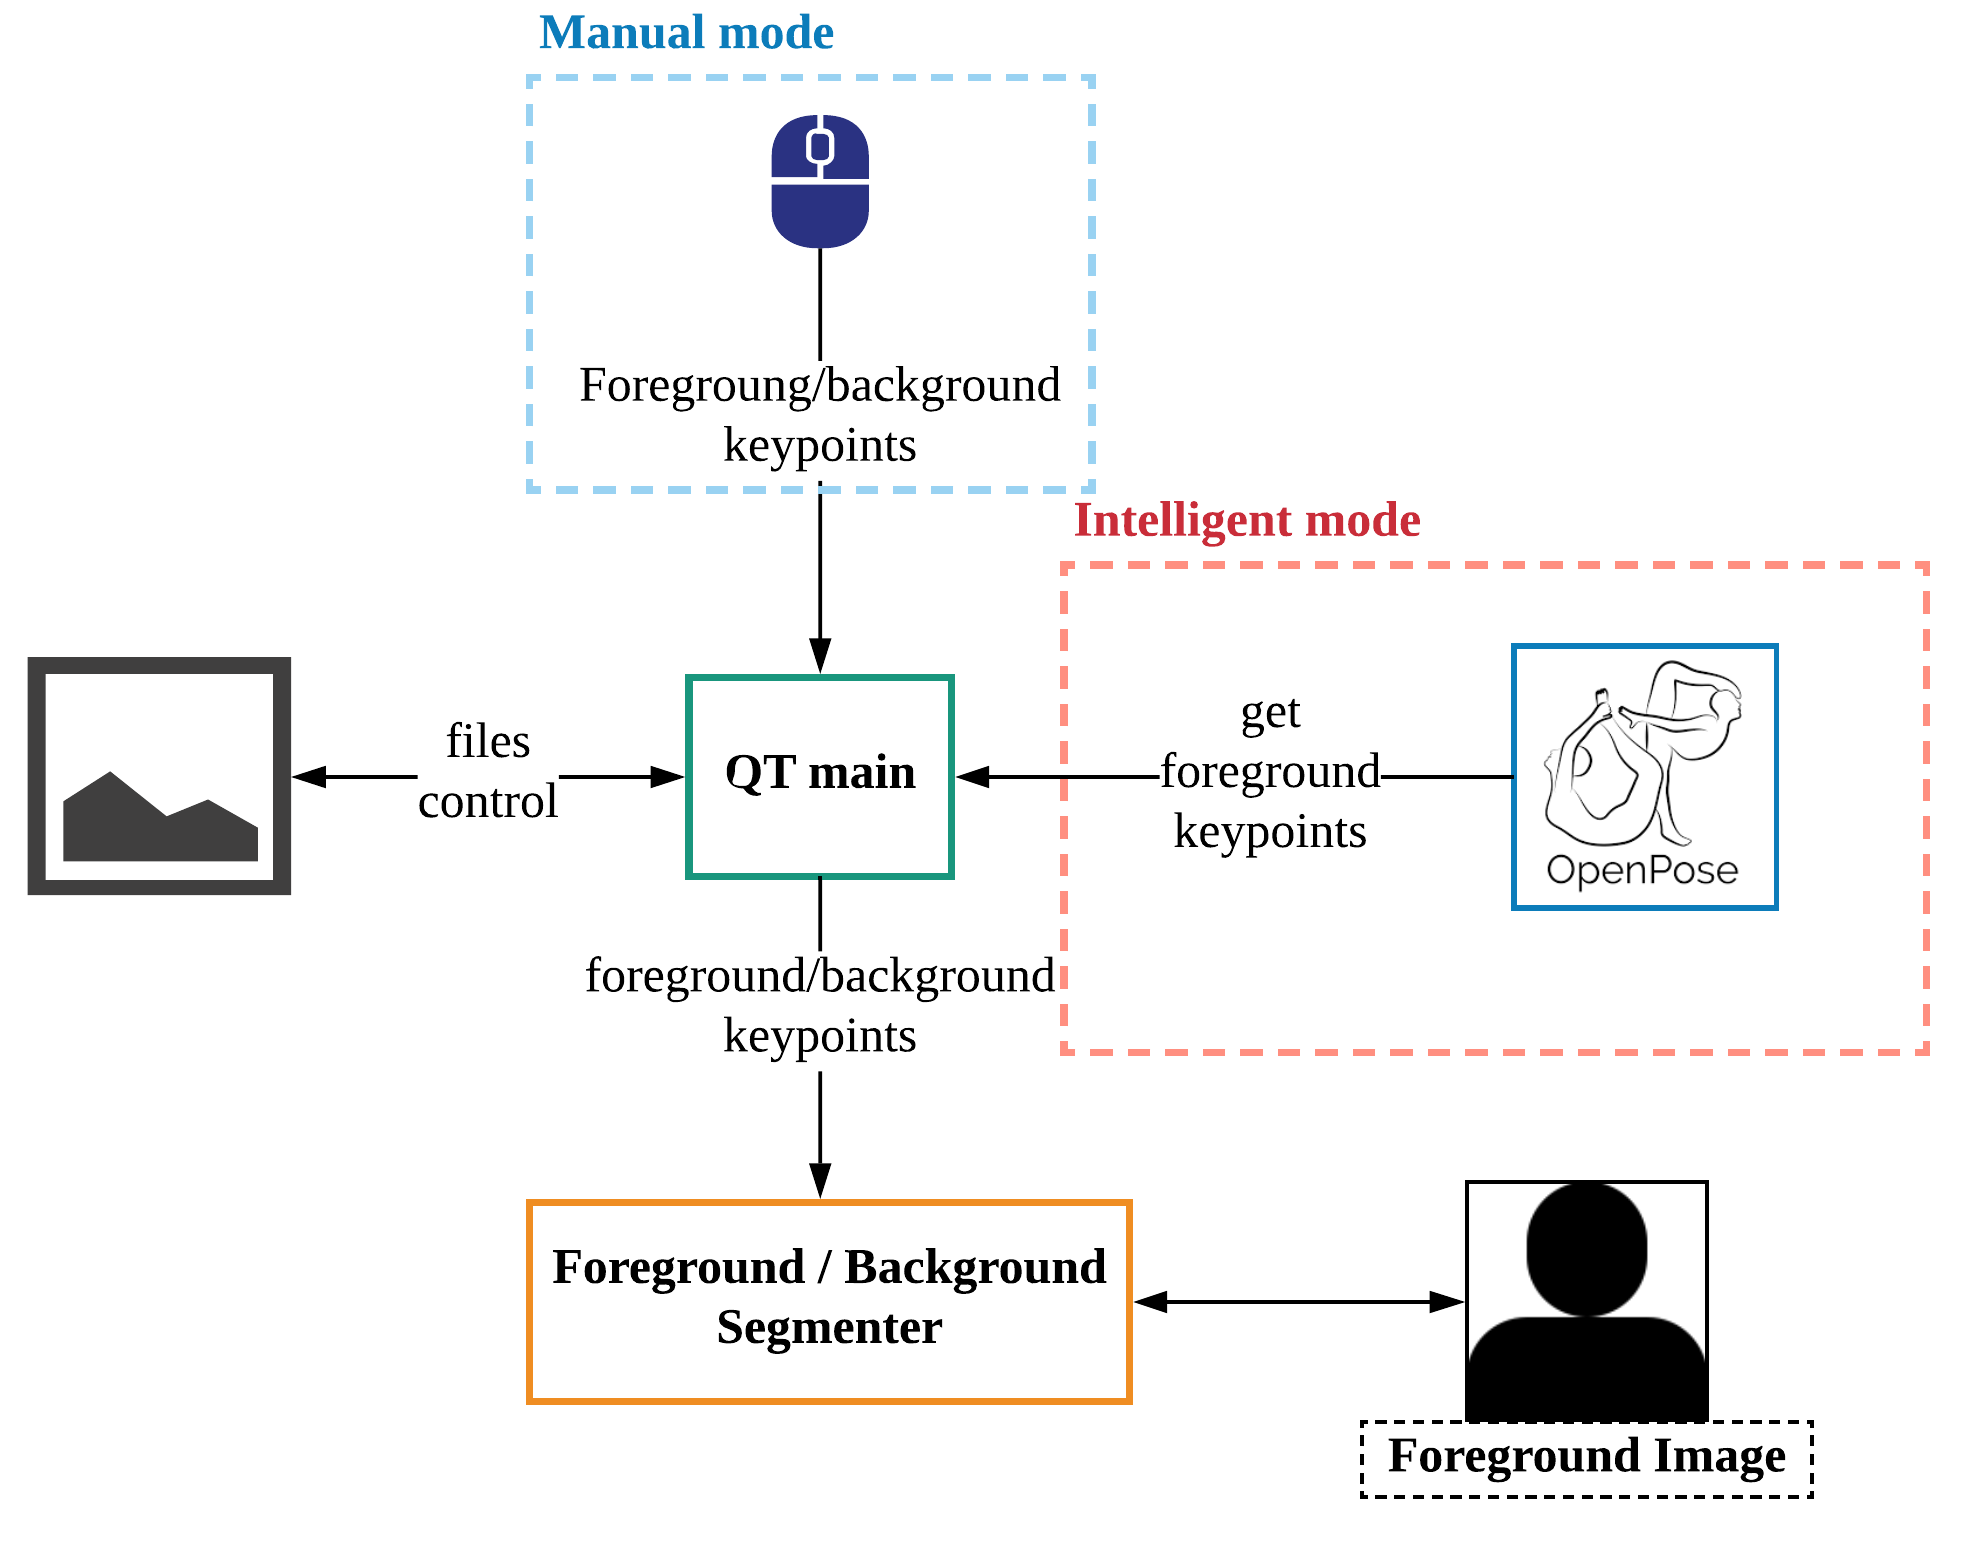 Manual mode
Foregroung/background
keypoints
Intelligent mode
files
control
QT main
get
foreground
keypoints
OpenPose
foreground/background
keypoints
Foreground / Background
Segmenter
Foreground Image